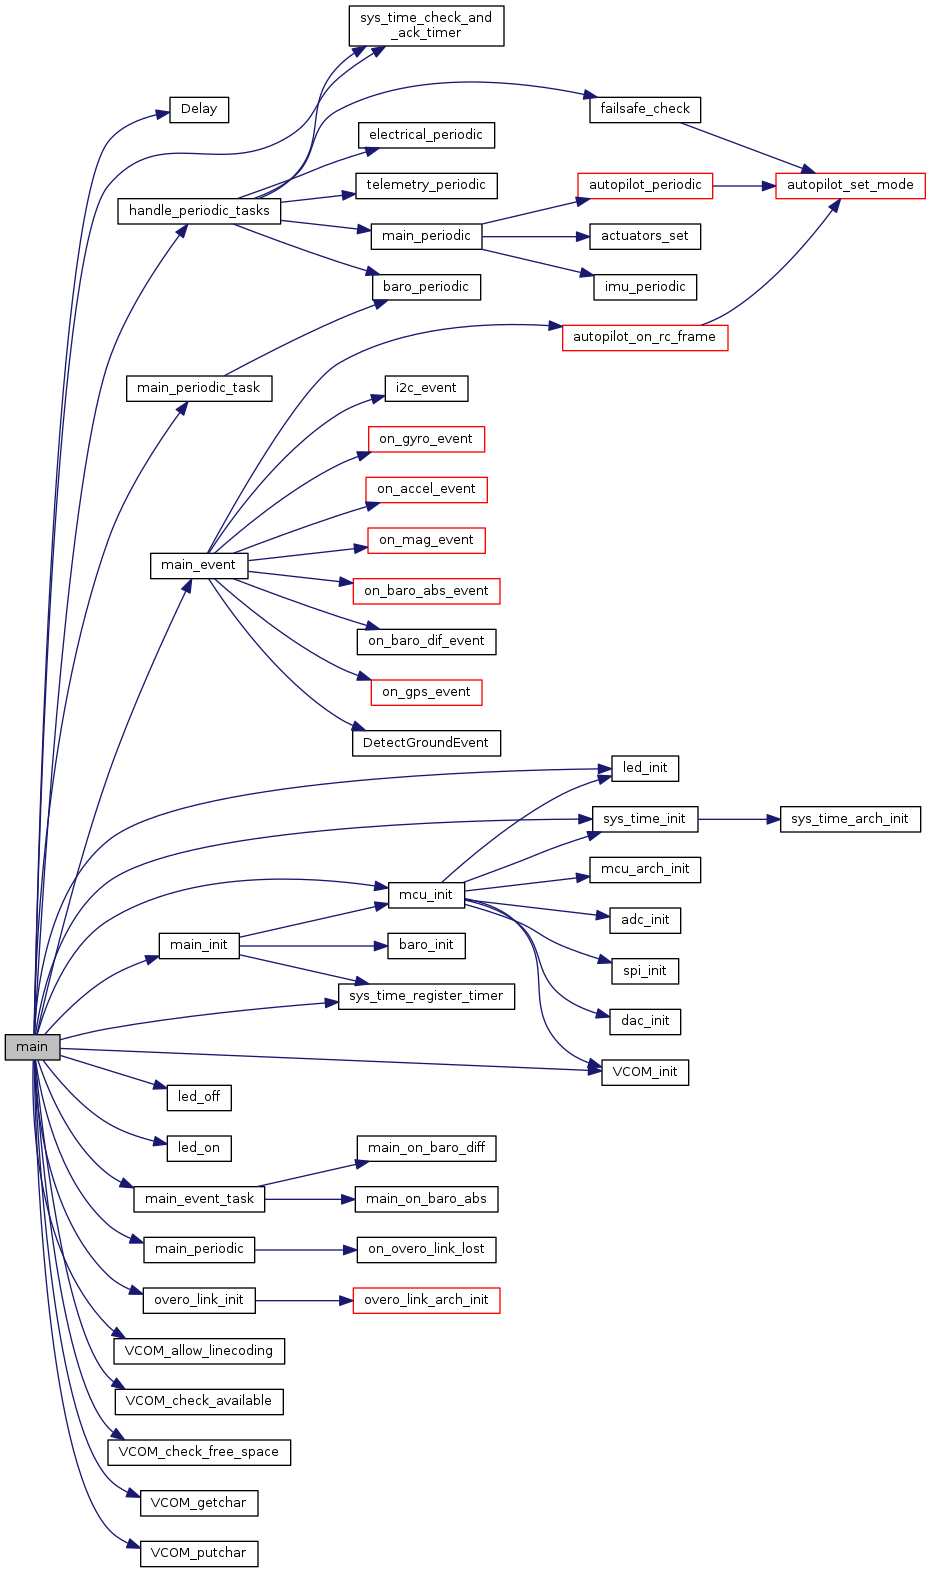 sys_time_check_and
_ack_timer
Delay
failsafe_check
electrical_periodic
telemetry_periodic
autopilot_periodic
autopilot_set_mode
handle_periodic_tasks
main_periodic
actuators_set
baro_periodic
imu_periodic
autopilot_on_rc_frame
main_periodic_task
i2c_event
on_gyro_event
on_accel_event
on_mag_event
main_event
on_baro_abs_event
on_baro_dif_event
on_gps_event
DetectGroundEvent
led_init
sys_time_init
sys_time_arch_init
mcu_arch_init
mcu_init
adc_init
main_init
baro_init
spi_init
sys_time_register_timer
dac_init
main
VCOM_init
led_off
led_on
main_on_baro_diff
main_event_task
main_on_baro_abs
main_periodic
on_overo_link_lost
overo_link_init
overo_link_arch_init
VCOM_allow_linecoding
VCOM_check_available
VCOM_check_free_space
VCOM_getchar
VCOM_putchar